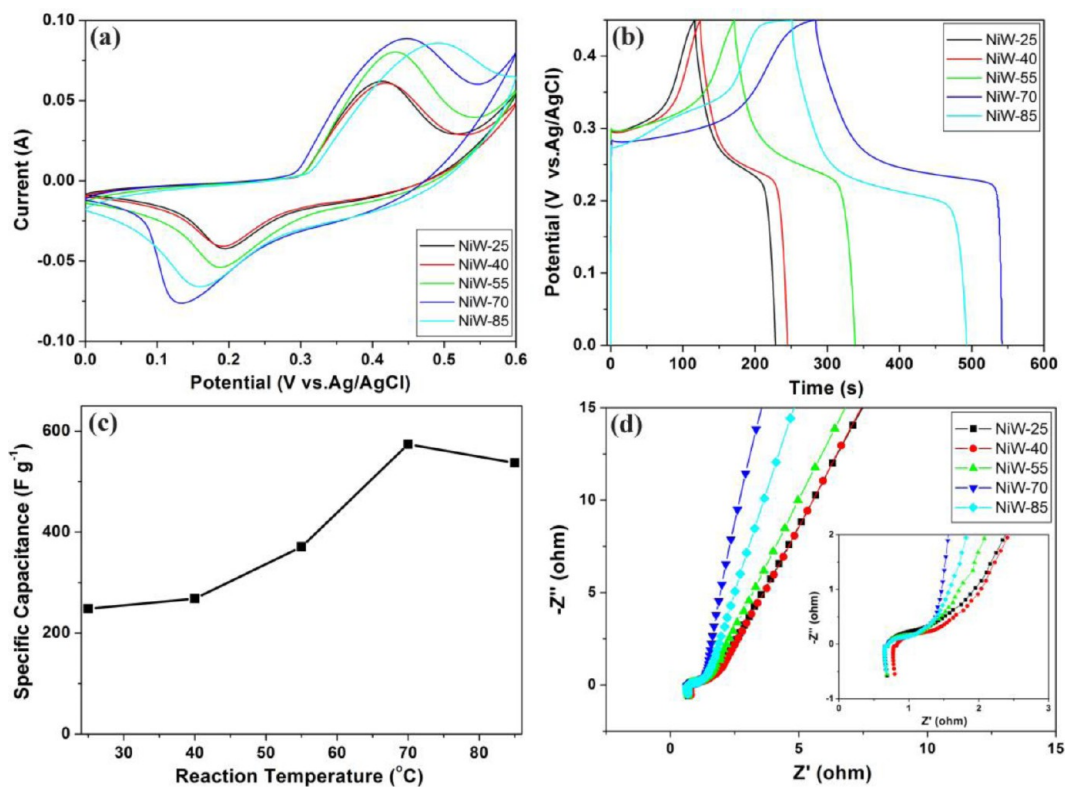 (a)
0.10
0.05
0.00
-0.05
-0.10
Current (A)
NiW-25
NiW-40
NiW-55
NiW-70
NiW-85
0.0 0.1 0.2 0.3 0.4 0.5 0.6
Potential (V vs.Ag/AgCl)
(b)
0.4
0.3
0.2
0.1
0.0
Potential (V vs.Ag/AgCl)
NiW-25
NiW-40
NiW-55
NiW-70
NiW-85
0 100 200 300 400 500 600
Time (s)
(c)
600
400
200
0
Specific Capacitance (F g⁻¹)
30 40 50 60 70 80
Reaction Temperature (°C)
(d)
15
10
5
0
-Z'' (ohm)
NiW-25
NiW-40
NiW-55
NiW-70
NiW-85
2
1
0
-1
-Z'' (ohm)
0 1 2 3
Z' (ohm)
0 5 10 15
Z' (ohm)